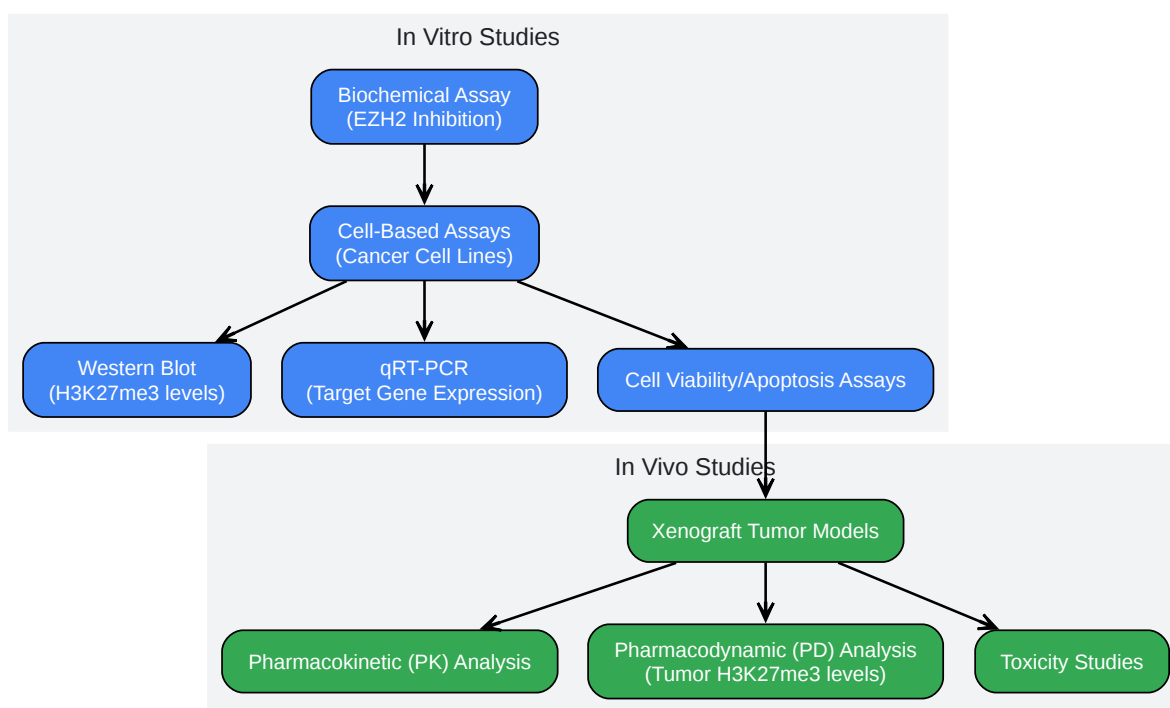 In Vitro Studies
Biochemical Assay
(EZH2 Inhibition)
Cell-Based Assays
(Cancer Cell Lines)
Western Blot
(H3K27me3 levels)
qRT-PCR
(Target Gene Expression)
Cell Viability/Apoptosis Assays
In Vivo Studies
Xenograft Tumor Models
Pharmacokinetic (PK) Analysis
Pharmacodynamic (PD) Analysis
(Tumor H3K27me3 levels)
Toxicity Studies